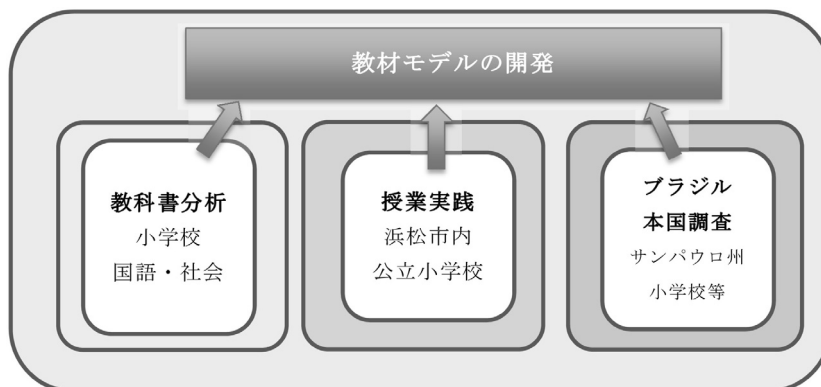 教材モデルの開発
教科書分析
小学校
国語・社会
授業実践
浜松市内
公立小学校
ブラジル
本国調査
サンパウロ州
小学校等